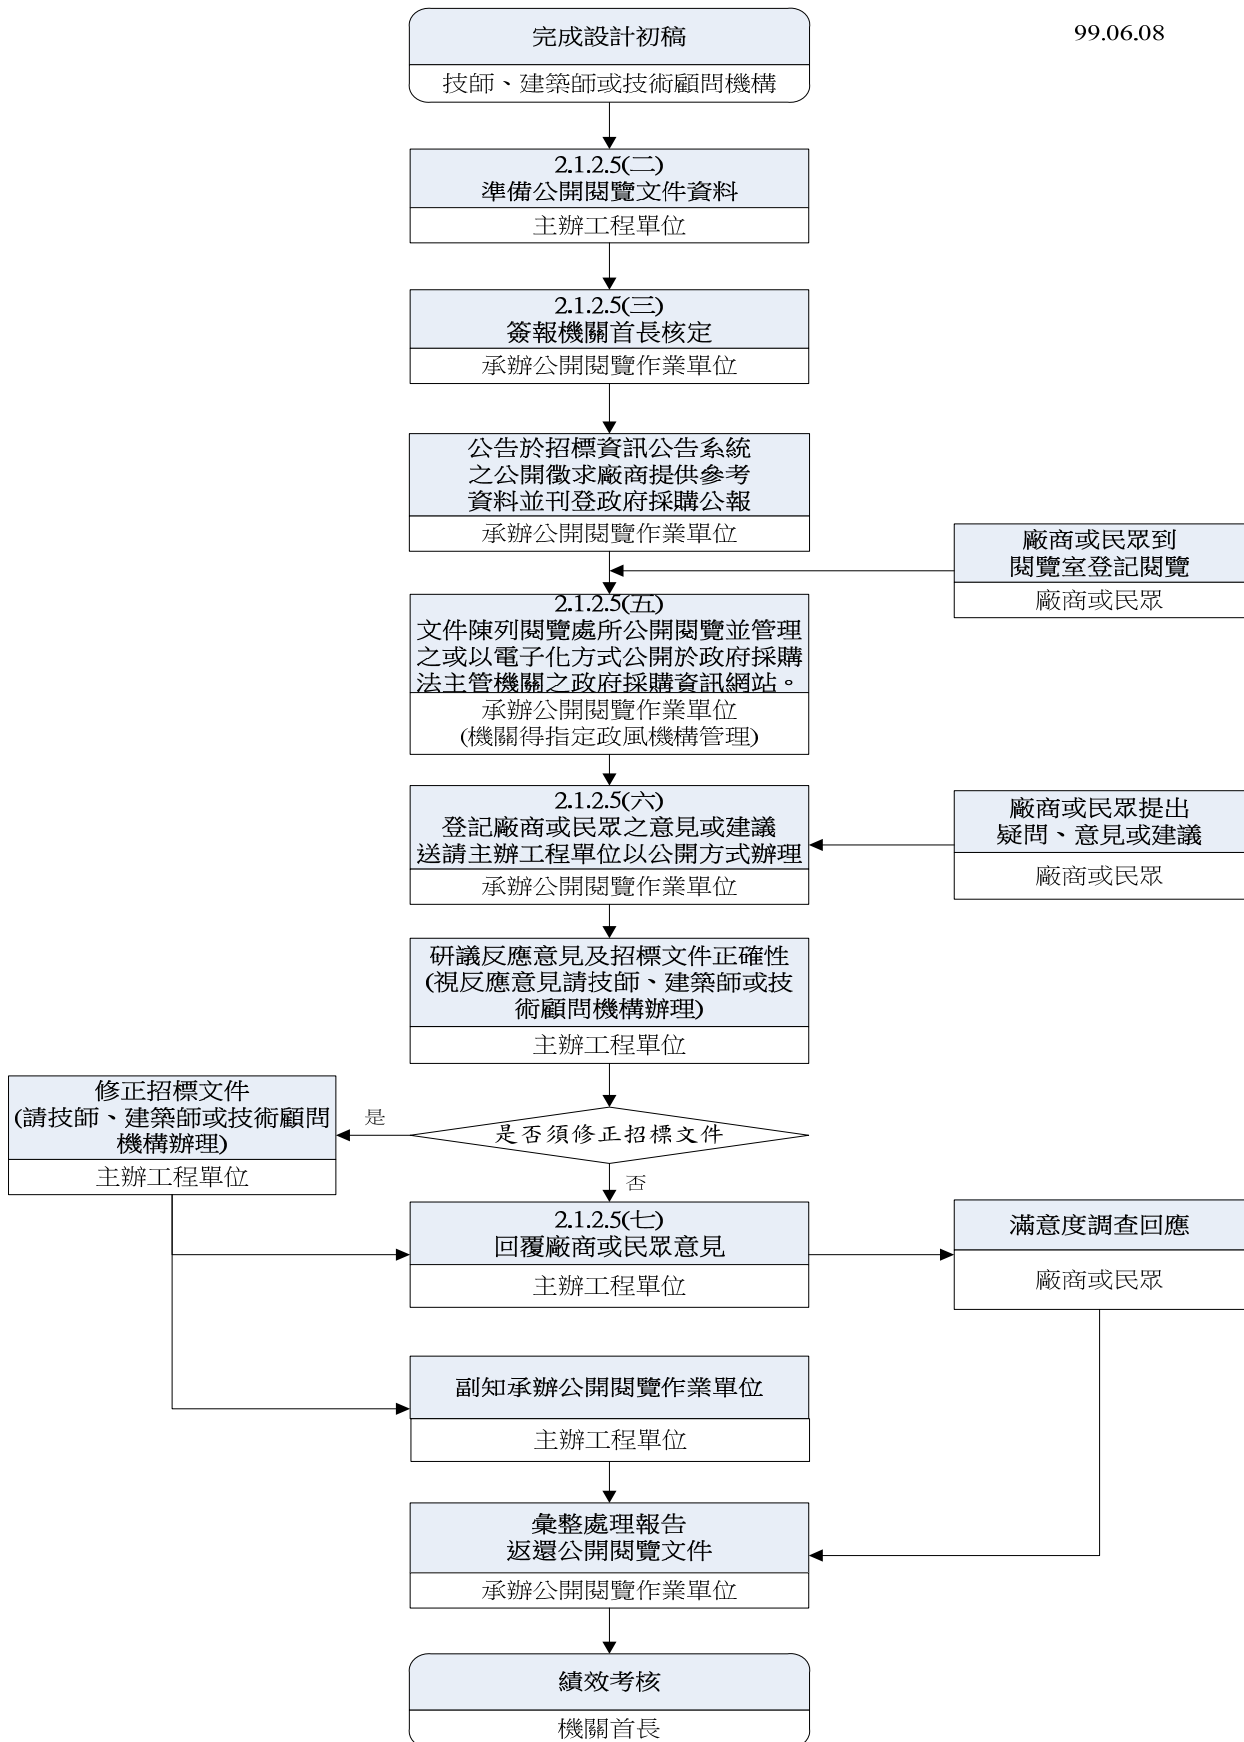 完成設計初稿
99.06.08
技師、建築師或技術顧問機構
2.1.2.5(二)
準備公開閱覽文件資料
主辦工程單位
2.1.2.5(三)
簽報機關首長核定
承辦公開閱覽作業單位
公告於招標資訊公告系統
之公開徵求廠商提供參考
資料並刊登政府採購公報
承辦公開閱覽作業單位
廠商或民眾到
閱覽室登記閱覽
廠商或民眾
2.1.2.5(五)
文件陳列閱覽處所公開閱覽並管理
之或以電子化方式公開於政府採購
法主管機關之政府採購資訊網站。
承辦公開閱覽作業單位
(機關得指定政風機構管理)
2.1.2.5(六)
登記廠商或民眾之意見或建議
送請主辦工程單位以公開方式辦理
承辦公開閱覽作業單位
廠商或民眾提出
疑問、意見或建議
廠商或民眾
研議反應意見及招標文件正確性
(視反應意見請技師、建築師或技
術顧問機構辦理)
主辦工程單位
是否須修正招標文件
是
修正招標文件
(請技師、建築師或技術顧問
機構辦理)
主辦工程單位
否
2.1.2.5(七)
回覆廠商或民眾意見
主辦工程單位
滿意度調查回應
廠商或民眾
副知承辦公開閱覽作業單位
主辦工程單位
彙整處理報告
返還公開閱覽文件
承辦公開閱覽作業單位
績效考核
機關首長